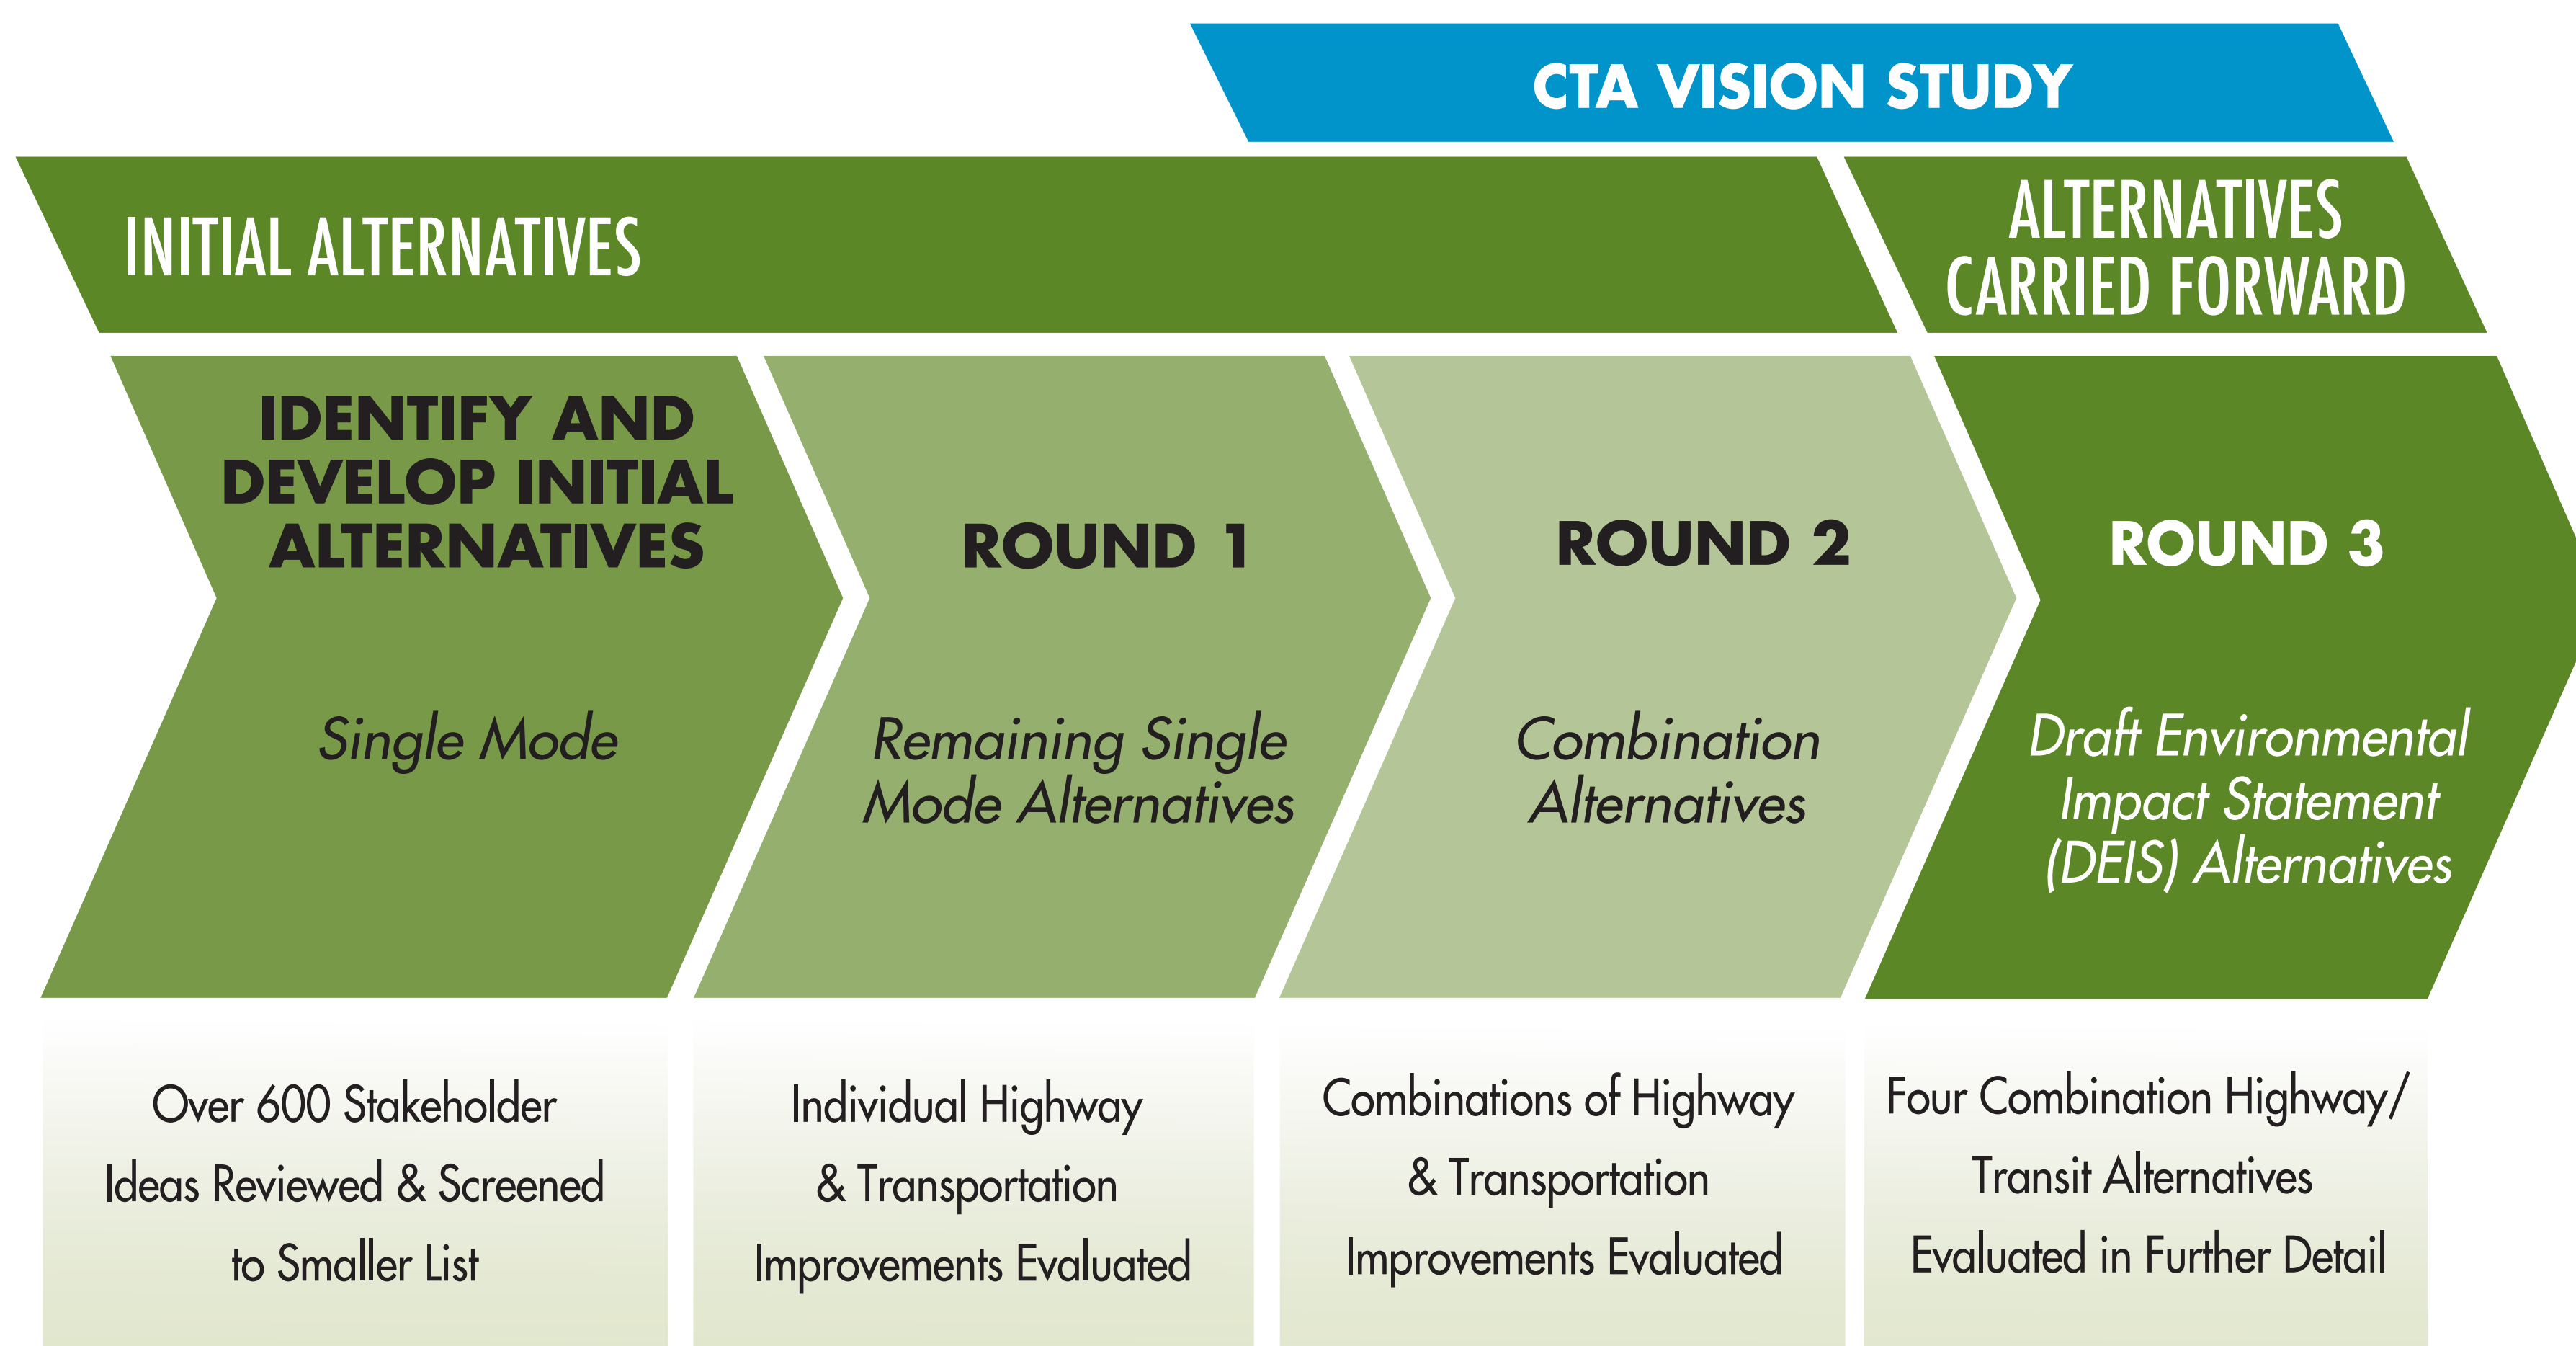 CTA VISION STUDY
INITIAL ALTERNATIVES
ALTERNATIVES
CARRIED FORWARD
IDENTIFY AND
DEVELOP INITIAL
ALTERNATIVES
Single Mode
ROUND 1
Remaining Single
Mode Alternatives
ROUND 2
Combination
Alternatives
ROUND 3
Draft Environmental
Impact Statement
(DEIS) Alternatives
Over 600 Stakeholder
Ideas Reviewed & Screened
to Smaller List
Individual Highway
& Transportation
Improvements Evaluated
Combinations of Highway
& Transportation
Improvements Evaluated
Four Combination Highway/
Transit Alternatives
Evaluated in Further Detail